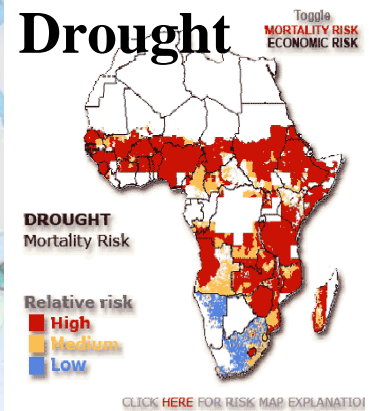 Drought
Toggle
MORTALITY RISK
ECONOMIC RISK
DROUGHT
Mortality Risk
Relative risk
High
Medium
Low
CLICK HERE FOR RISK MAP EXPLANATION